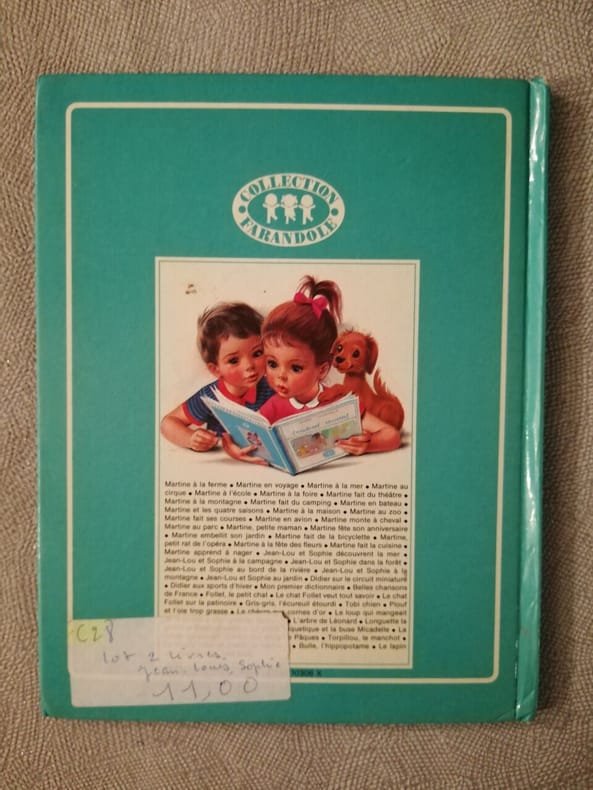 COLLECTION
FARANDOLE
Martine à la ferme • Martine en voyage • Martine à la mer • Martine au
cirque • Martine à l'école • Martine à la foire • Martine fait du théâtre •
Martine à la montagne • Martine fait du camping • Martine en bateau •
Martine et les quatre saisons • Martine à la maison • Martine au zoo •
Martine fait ses courses • Martine en avion • Martine monte à cheval •
Martine au parc • Martine, petite maman • Martine fête son anniversaire
• Martine embellit son jardin • Martine fait de la bicyclette • Martine,
petit rat de l'opéra • Martine à la fête des fleurs • Martine fait la cuisine •
Martine apprend à nager • Jean-Lou et Sophie découvrent la mer •
Jean-Lou et Sophie à la campagne • Jean-Lou et Sophie dans la forêt •
Jean-Lou et Sophie au bord de la rivière • Jean-Lou et Sophie à la
montagne • Jean-Lou et Sophie au jardin • Didier sur le circuit miniature
• Didier aux sports d'hiver • Mon premier dictionnaire • Belles chansons
de France • Follet, le petit chat • Le chat Follet veut tout savoir • Le chat
Follet sur la patinoire • Gris-gris, l'écureuil étourdi • Tobi chien • Plouf
et l'oie trop grasse • Le cornes d'or • Le loup qui mangeait
L'arbre de Léonard • Longuette la
et la buse Micadelle • La
Pâques • Torpillou, le manchot •
• Bulle, l'hippopotame • Le lapin
C28
lot 2 livres
Jean-Louis, Sophie
11,00